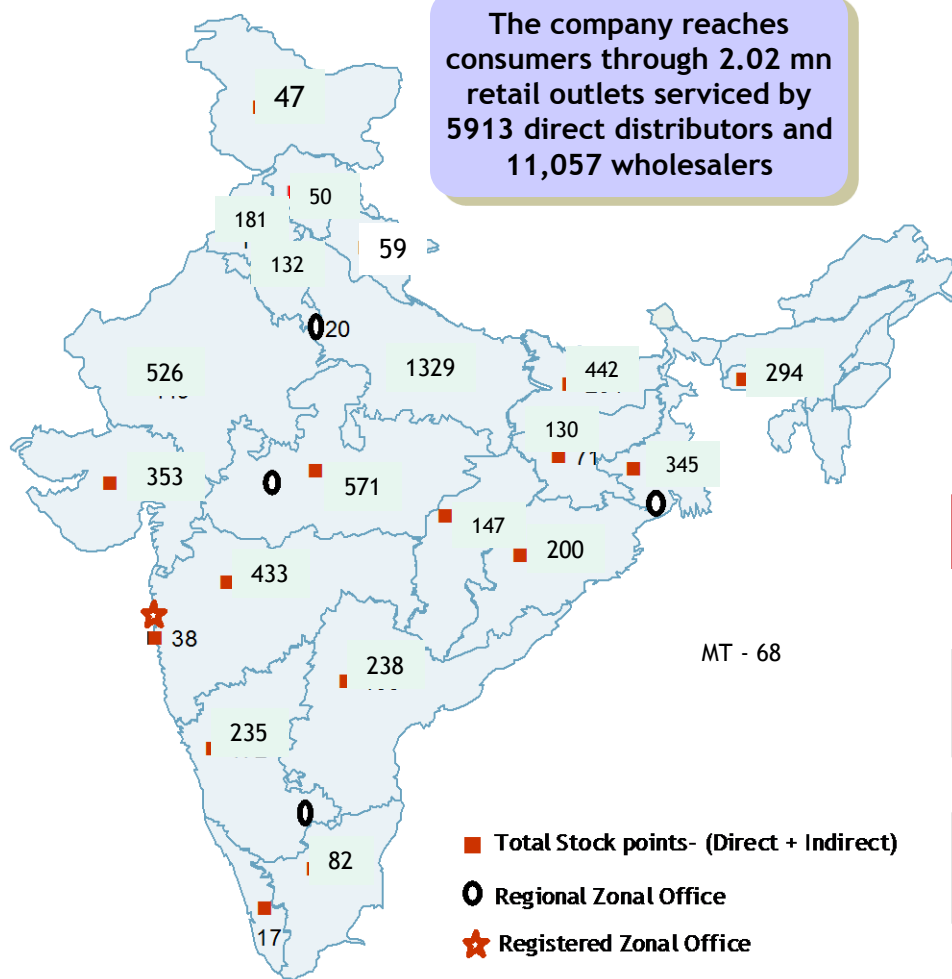 The company reaches
consumers through 2.02 mn
retail outlets serviced by
5913 direct distributors and
11,057 wholesalers
47
50
181
59
132
20
526
1329
442
294
130
71
345
353
571
147
200
433
38
MT - 68
238
235
82
17
Total Stock points- (Direct + Indirect)
Regional Zonal Office
Registered Zonal Office